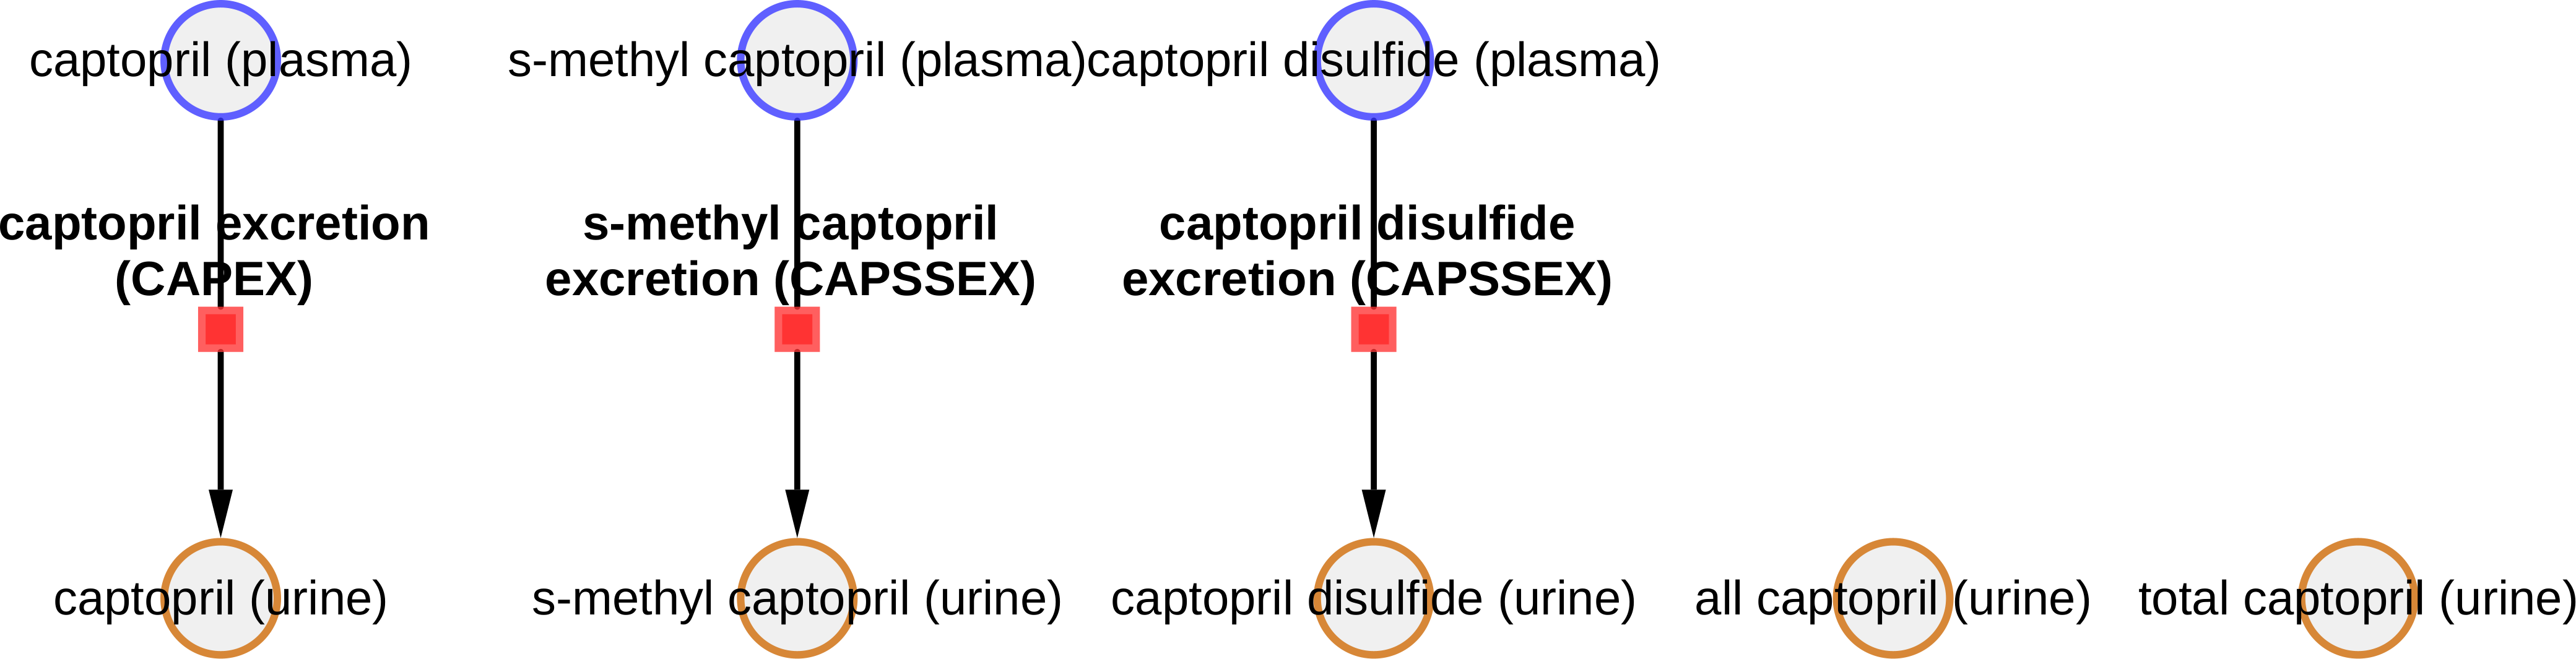 captopril (plasma)
s-methyl captopril (plasma)
captopril disulfide (plasma)
captopril excretion
(CAPEX)
s-methyl captopril
excretion (CAPSSEX)
captopril disulfide
excretion (CAPSSEX)
captopril (urine)
s-methyl captopril (urine)
captopril disulfide (urine)
all captopril (urine)
total captopril (urine)